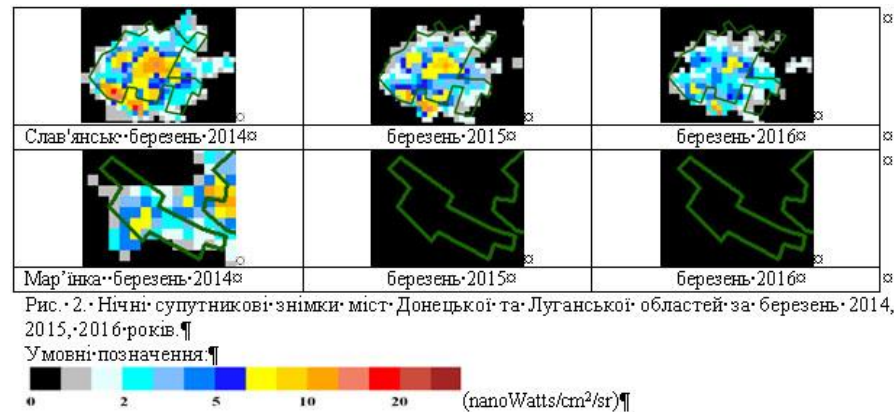 Слав'янськ березень 2014
березень 2015
березень 2016
Мар’їнка березень 2014
березень 2015
березень 2016
Рис. 2. Нічні супутникові знімки міст Донецької та Луганської областей за березень 2014,
2015, 2016 років.¶
Умовні позначення:¶
0 2 5 10 20 (nanoWatts/cm²/sr)¶